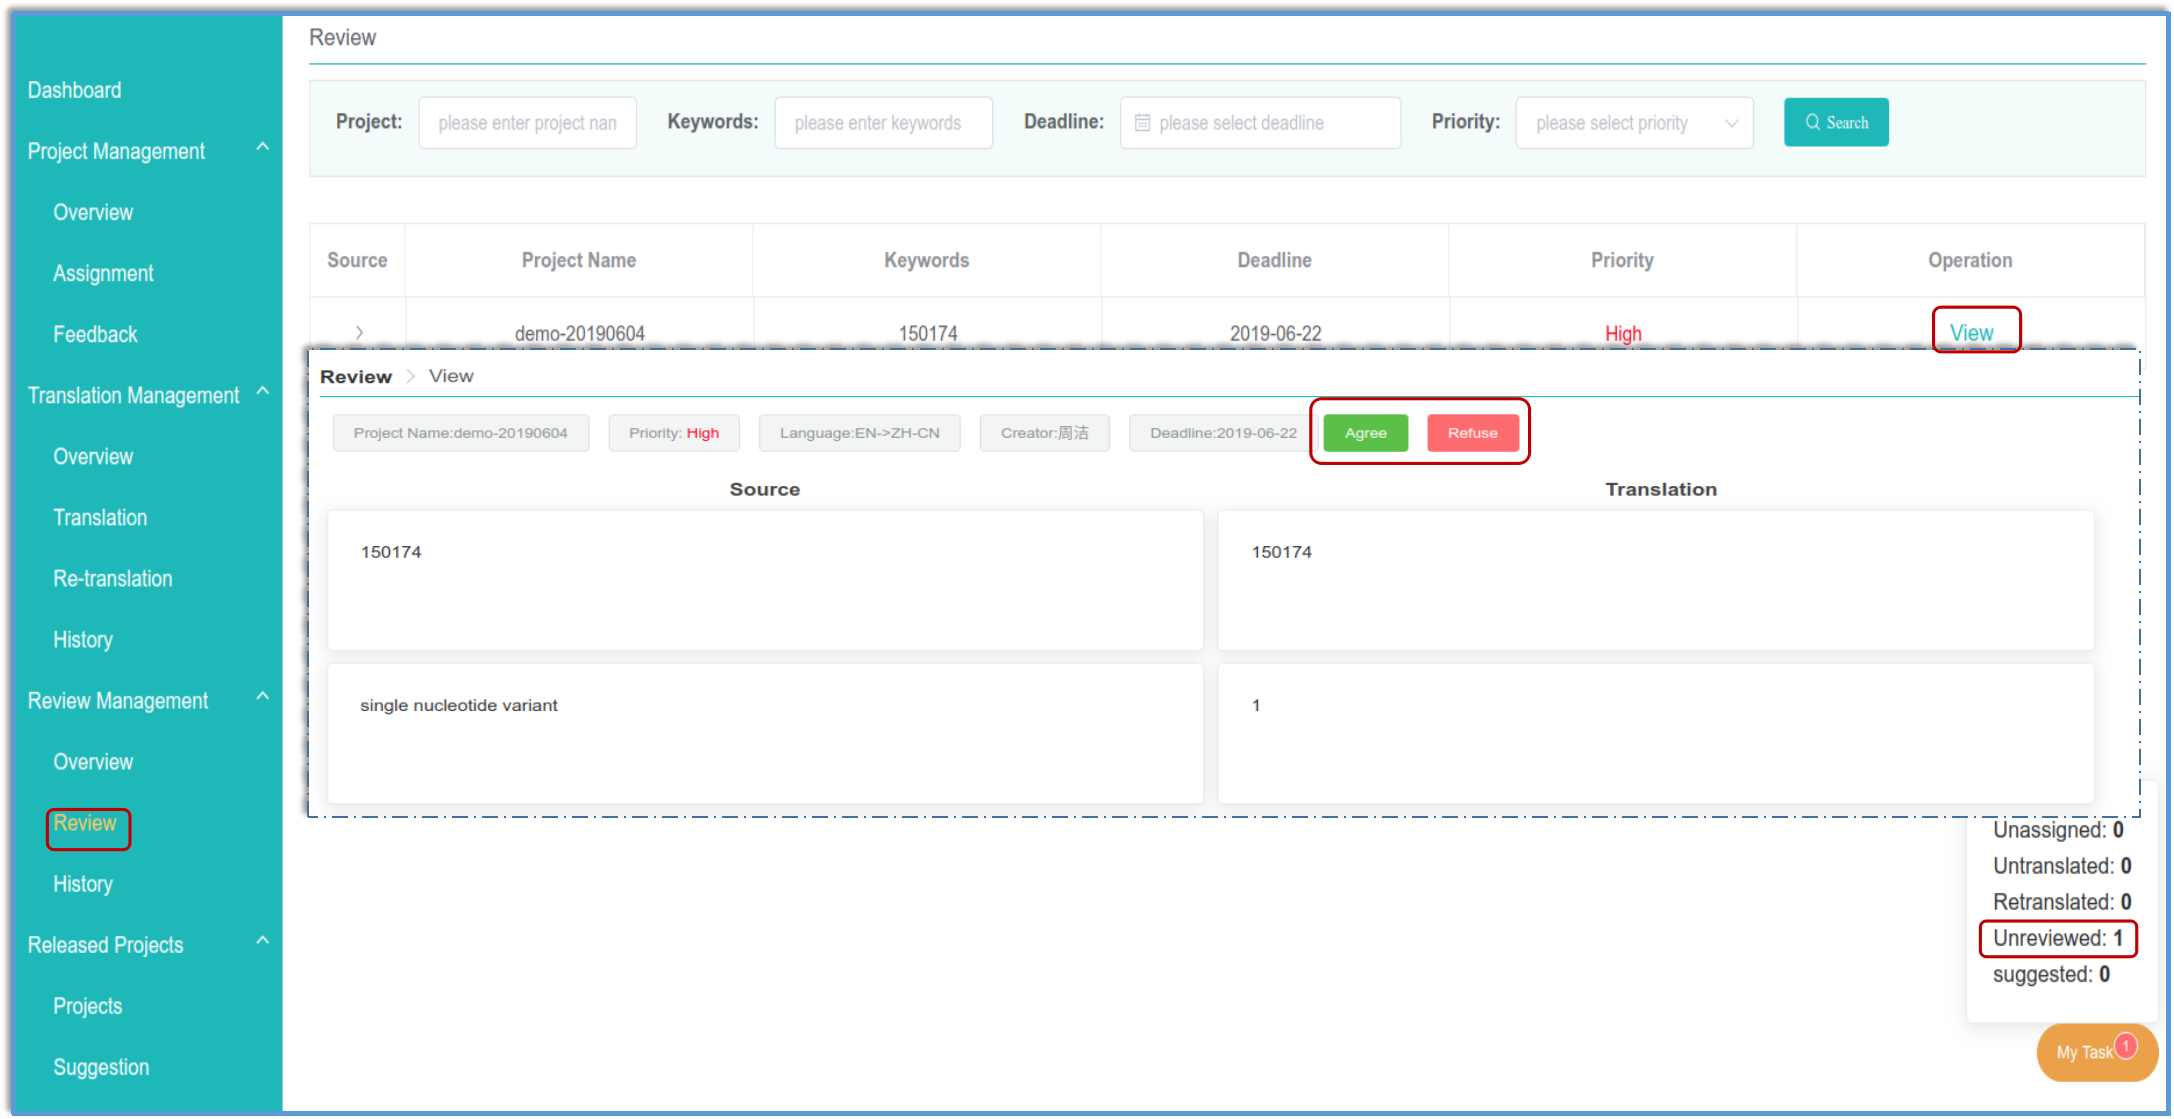 Dashboard
Project Management
Overview
Assignment
Feedback
Translation Management
Overview
Translation
Re-translation
History
Review Management
Overview
Review
History
Released Projects
Projects
Suggestion
Review
Project: please enter project nan Keywords: please enter keywords Deadline: please select deadline Priority: please select priority Search
Source Project Name Keywords Deadline Priority Operation
demo-20190604 150174 2019-06-22 High View
Review > View
Project Name:demo-20190604 Priority: High Language:EN->ZH-CN Creator:周洁 Deadline:2019-06-22 Agree Refuse
Source Translation
150174 150174
single nucleotide variant 1
Unassigned: 0
Untranslated: 0
Retranslated: 0
Unreviewed: 1
suggested: 0
My Task 1